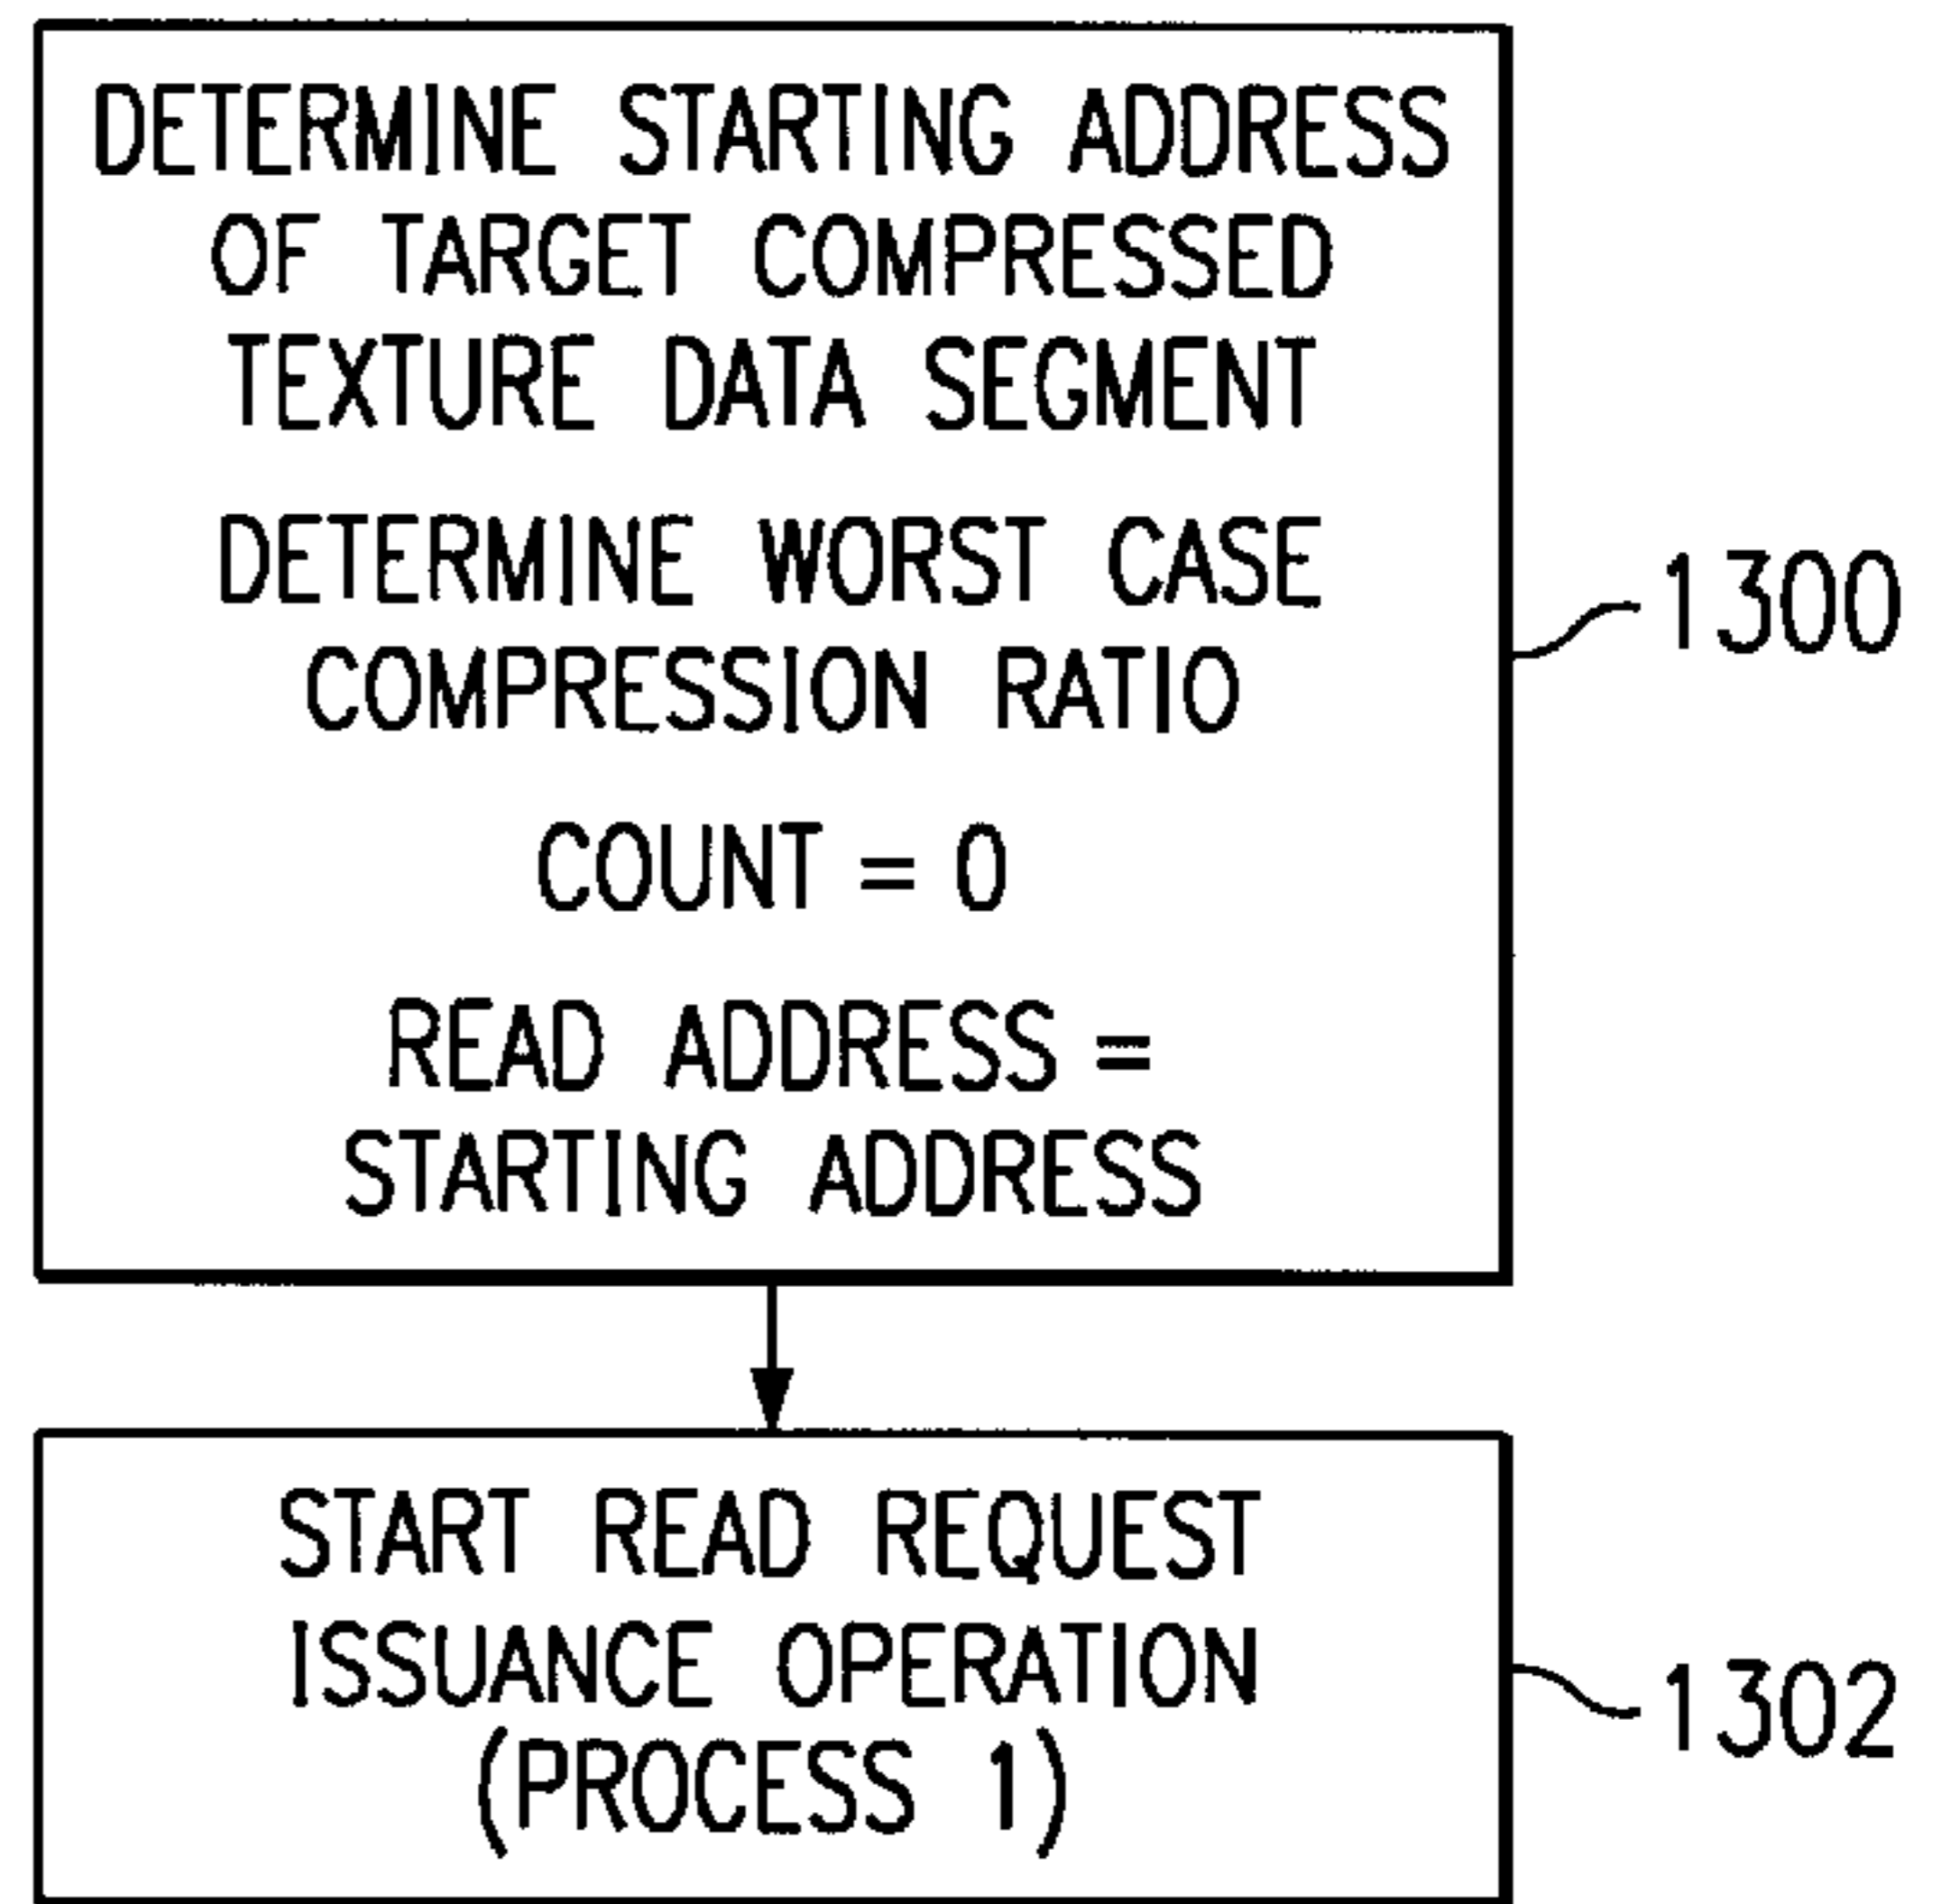 DETERMINE STARTING ADDRESS
OF TARGET COMPRESSED
TEXTURE DATA SEGMENT
DETERMINE WORST CASE
COMPRESSION RATIO
COUNT = 0
READ ADDRESS =
STARTING ADDRESS
1300
START READ REQUEST
ISSUANCE OPERATION
(PROCESS 1)
1302